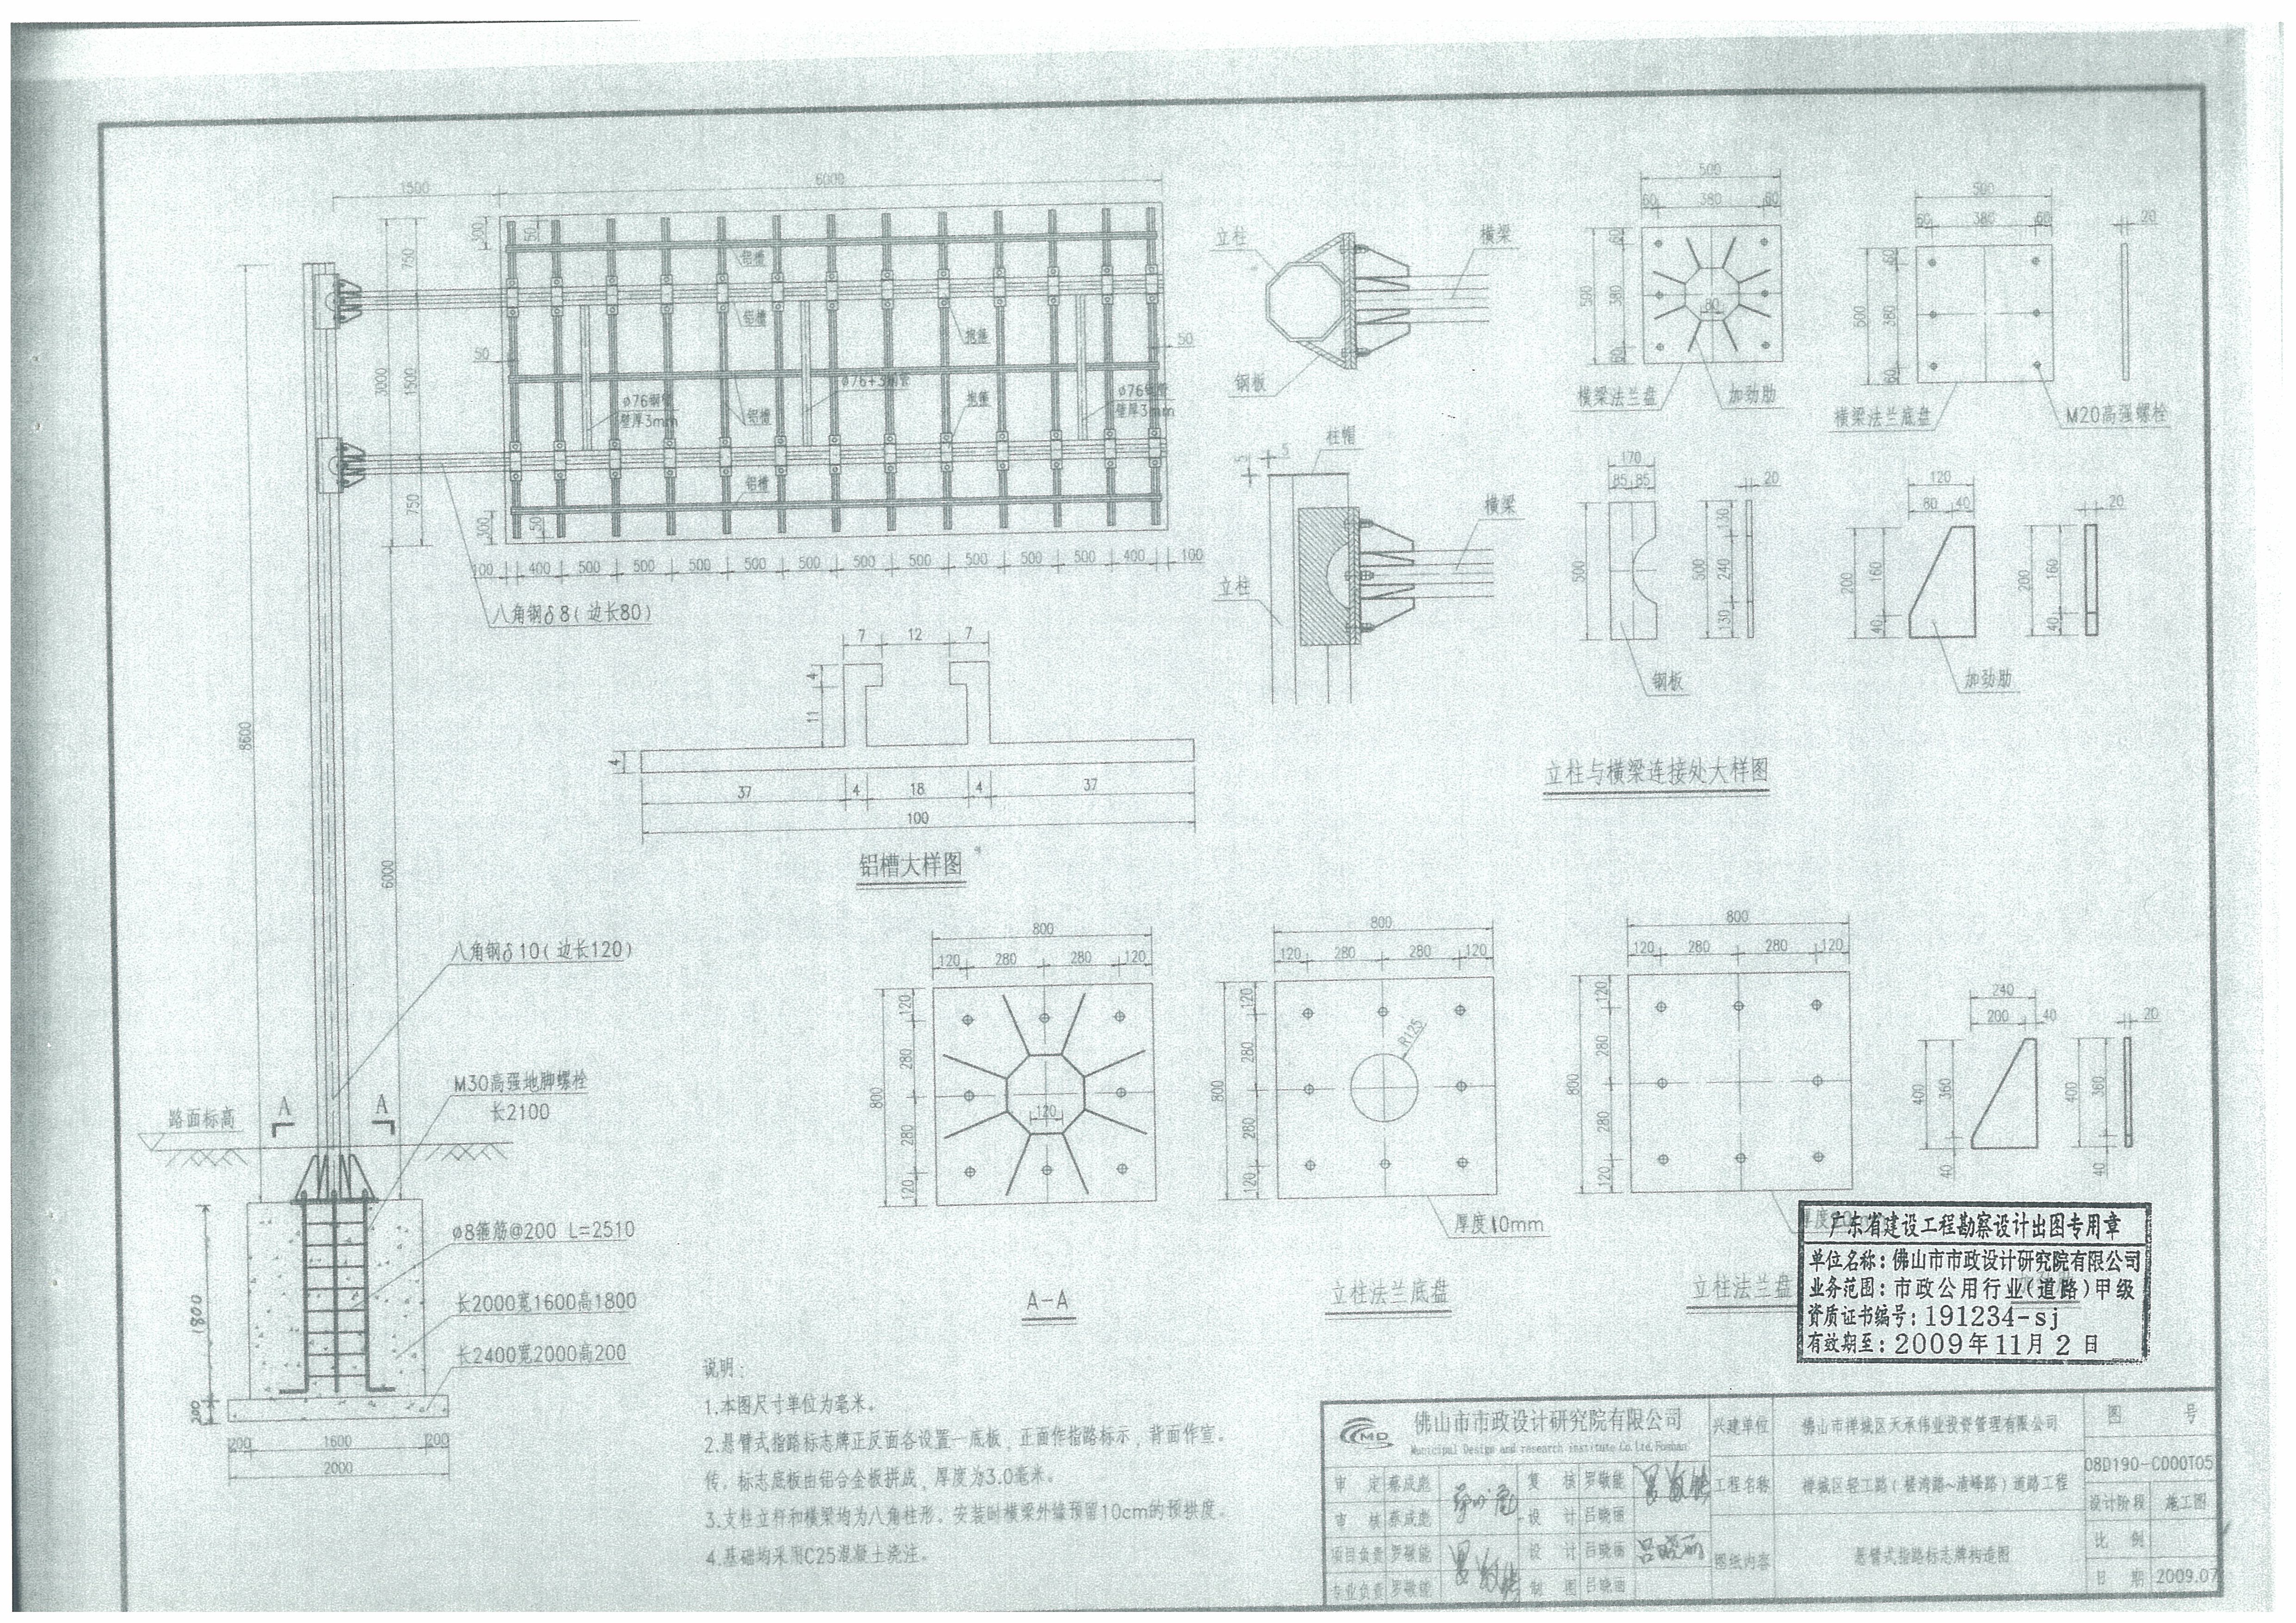 1500
6000
300
50
750
3000
1500
750
300
50
50
50
铝槽
铝槽
抱箍
ø76钢管
壁厚3mm
ø76+3钢管
铝槽
抱箍
ø76钢管
壁厚3mm
铝槽
100 400 500 500 500 500 500 500 500 500 500 500 400 100
八角钢δ8(边长80)
8600
6000
八角钢δ10(边长120)
M30高强地脚螺栓
长2100
路面标高
A A
ø8箍筋@200 L=2510
长2000宽1600高1800
长2400宽2000高200
1800
200
200 1600 200
2000
7 12 7
4
11
4
37 4 18 4 37
100
铝槽大样图
立柱
横梁
钢板
柱帽
5
5
横梁
立柱
500
60 380 60
500
60
380
60
80
横梁法兰盘
加劲肋
500
60 380 60
20
500
60
380
60
横梁法兰底盘
M20高强螺栓
170
85 85
20
500
500
130
240
130
钢板
120
80 40
20
200
160
40
200
160
40
加劲肋
立柱与横梁连接处大样图
800
120 280 280 120
800
120
280
280
120
120
A-A
800
120 280 280 120
800
120
280
280
120
R125
厚度10mm
立柱法兰底盘
800
120 280 280 120
800
120
280
280
120
立柱法兰盘
240
200 40
20
400
360
40
400
360
40
广东省建设工程勘察设计出图专用章
单位名称:佛山市市政设计研究院有限公司
业务范围:市政公用行业(道路)甲级
资质证书编号:191234-sj
有效期至:2009年11月2日
说明:
1.本图尺寸单位为毫米。
2.悬臂式指路标志牌正反面各设置一底板,正面作指路标示,背面作宣。
传,标志底板由铝合金板拼成,厚度为3.0毫米。
3.支柱立杆和横梁均为八角柱形。安装时横梁外缘预留10cm的预拱度。
4.基础均采用C25混凝土浇注。
CMD
佛山市市政设计研究院有限公司
Municipal Design and research institute Co.Ltd.Foshan
兴建单位 佛山市禅城区天承伟业投资管理有限公司
图号
08D190-C000T05
工程名称 禅城区轻工路( 路~清峰路)道路工程
设计阶段 施工图
图纸内容 悬臂式指路标志牌构造图
比例
日期 2009.07
审定 蔡成彪 复核 罗敏能
审核 蔡成彪 设计 吕晓丽
项目负责 罗敏能 设计 吕晓丽
专业负责 罗敏能 制图 吕晓丽